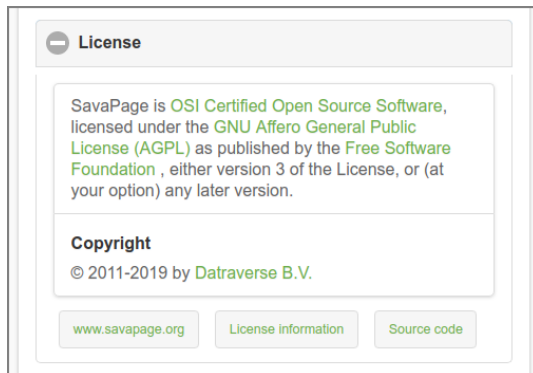 License
SavaPage is OSI Certified Open Source Software,
licensed under the GNU Affero General Public
License (AGPL) as published by the Free Software
Foundation , either version 3 of the License, or (at
your option) any later version.
Copyright
© 2011-2019 by Datraverse B.V.
www.savapage.org License information Source code